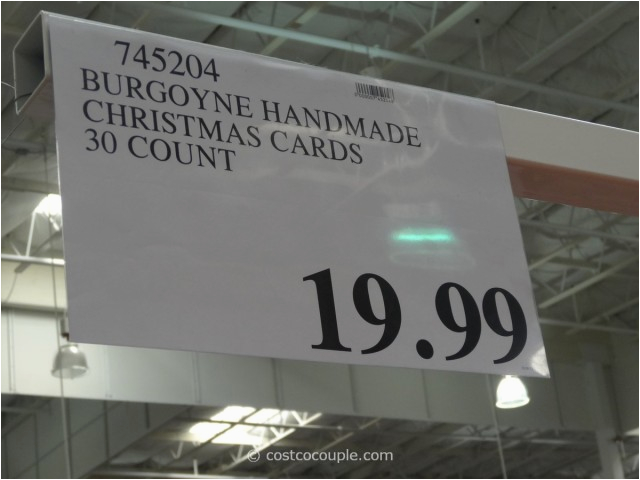 745204
BURGOYNE HANDMADE
CHRISTMAS CARDS
30 COUNT
19.99
© costcocouple.com